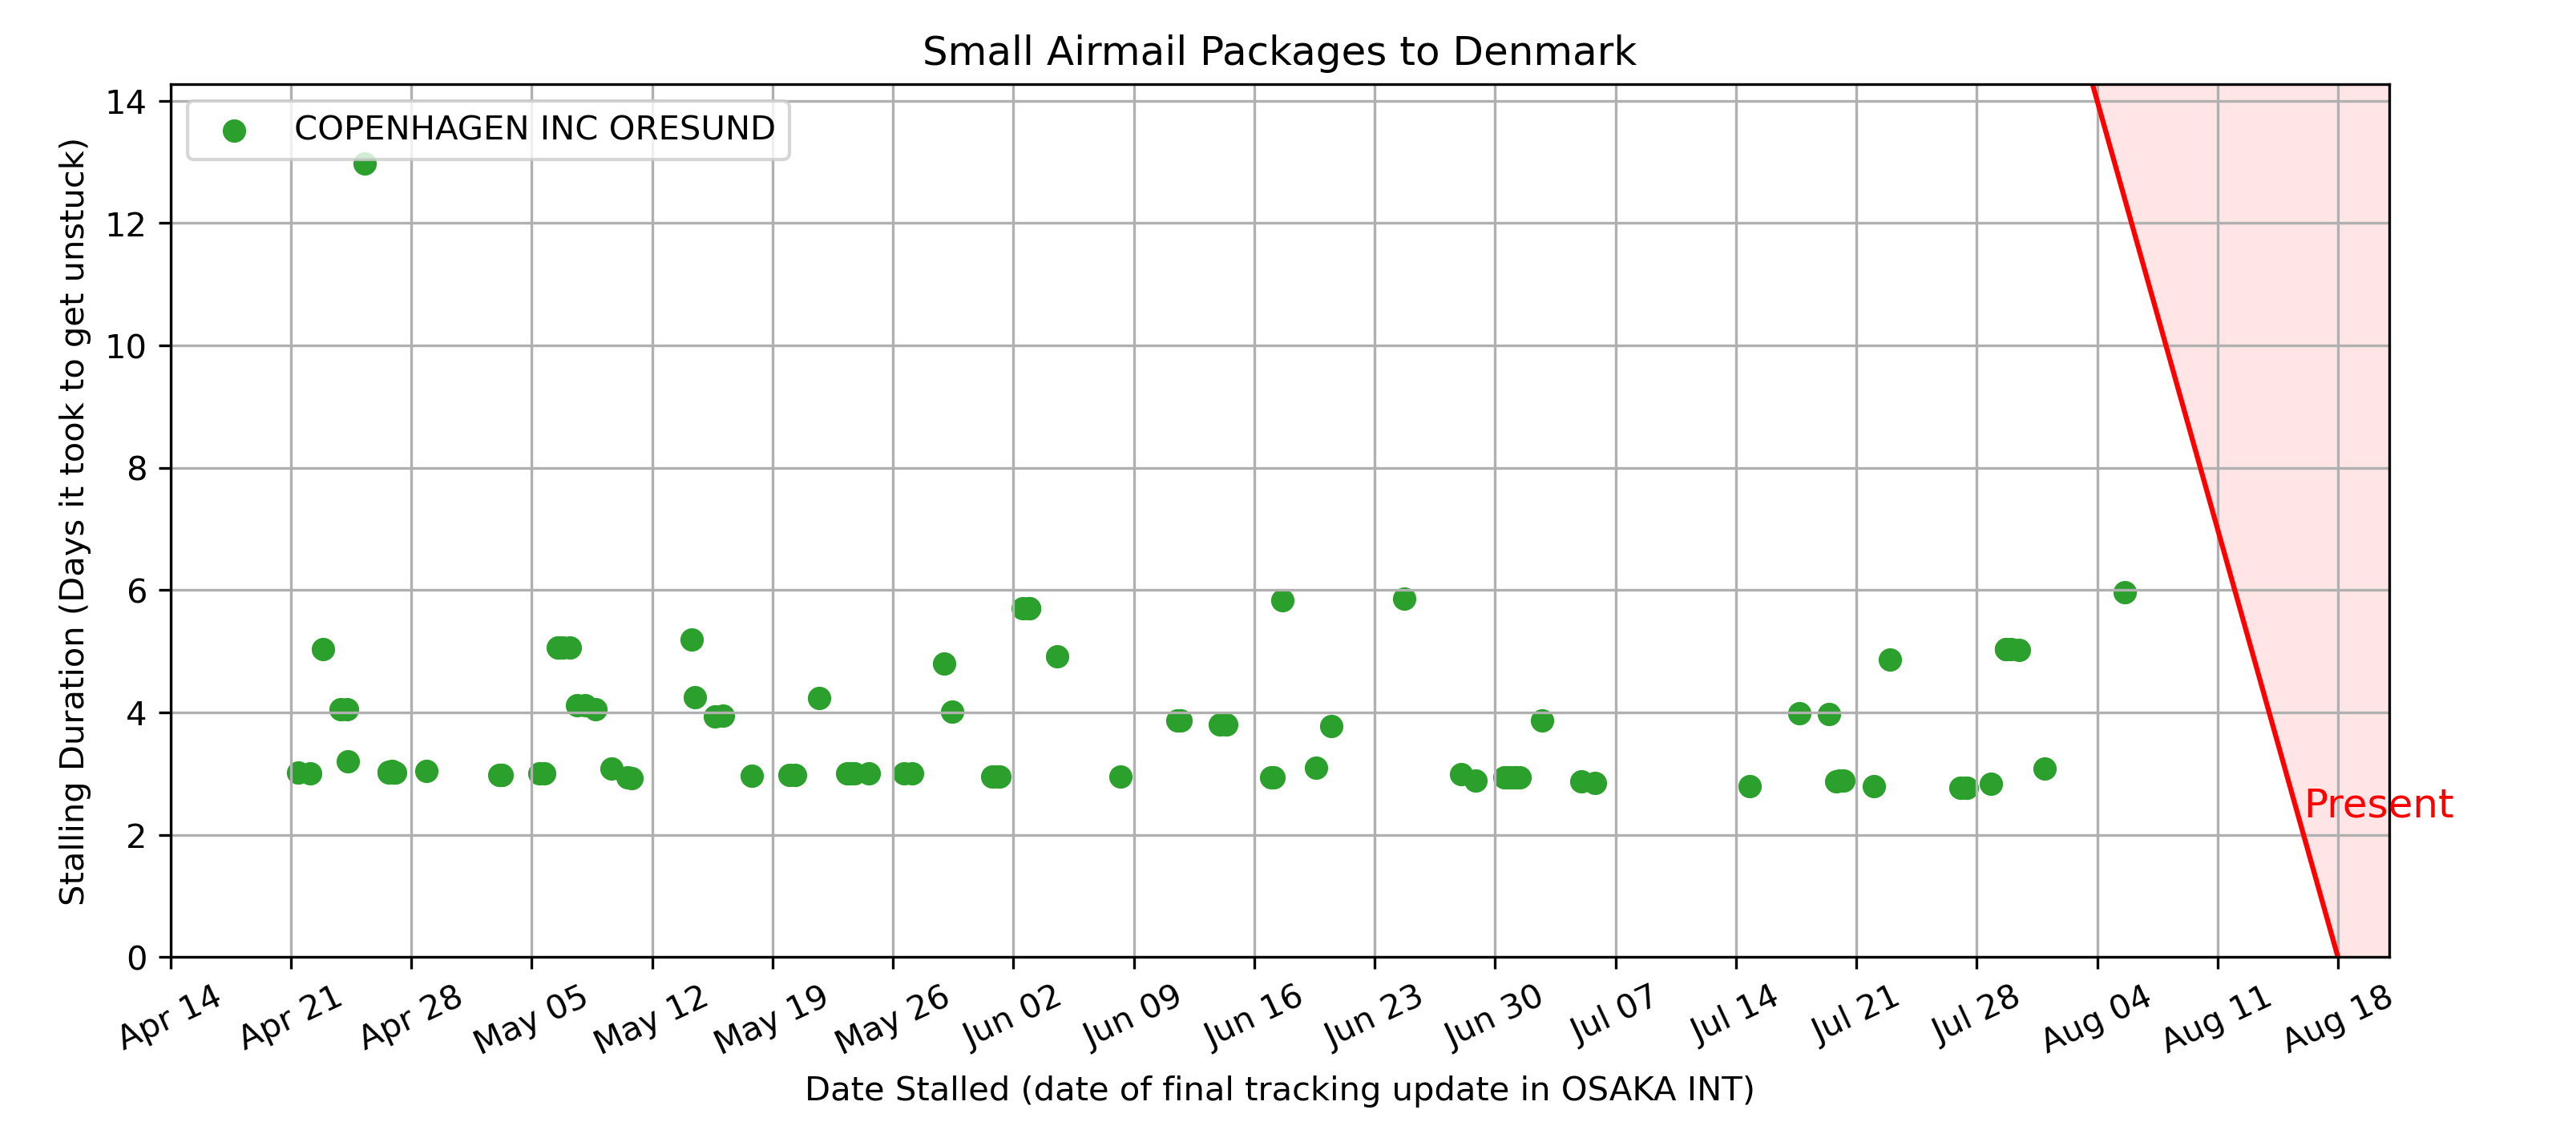 Small Airmail Packages to Denmark
COPENHAGEN INC ORESUND
Stalling Duration (Days it took to get unstuck)
14
12
10
8
6
4
2
0
Present
Apr 14
Apr 21
Apr 28
May 05
May 12
May 19
May 26
Jun 02
Jun 09
Jun 16
Jun 23
Jun 30
Jul 07
Jul 14
Jul 21
Jul 28
Aug 04
Aug 11
Aug 18
Date Stalled (date of final tracking update in OSAKA INT)